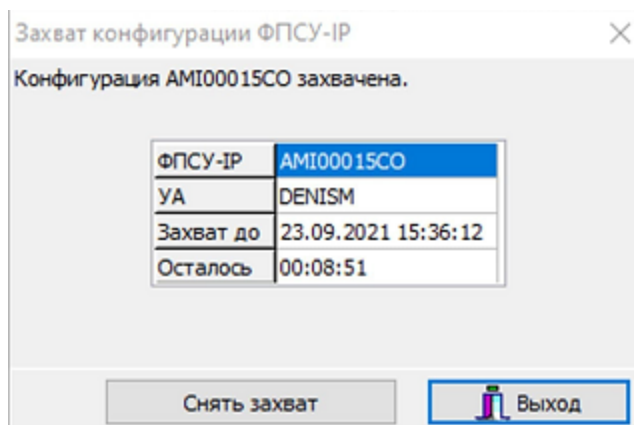 Захват конфигурации ФПСУ-IP
Конфигурация AMI00015CO захвачена.
ФПСУ-IP AMI00015CO
УА DENISM
Захват до 23.09.2021 15:36:12
Осталось 00:08:51
Снять захват Выход